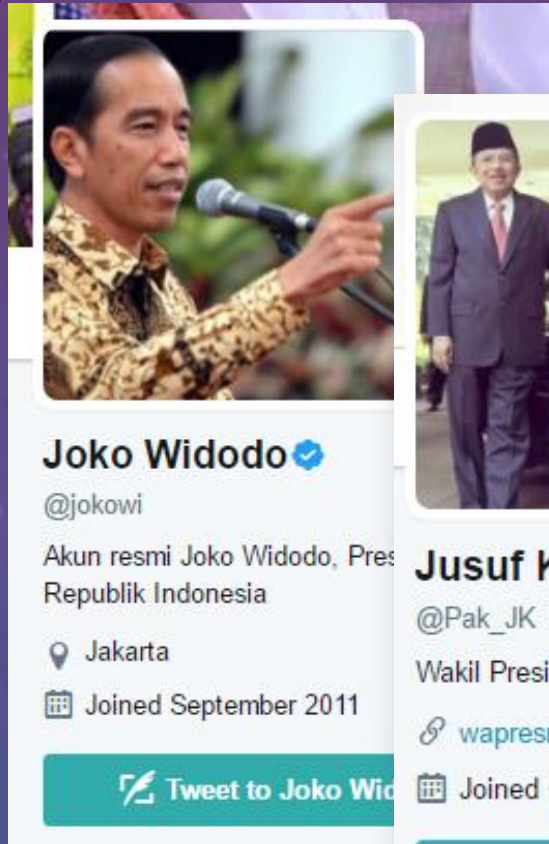 Joko Widodo
@jokowi
Akun resmi Joko Widodo, Pres
Republik Indonesia
Jakarta
Joined September 2011
Tweet to Joko Wid
Jusuf K
@Pak_JK
Wakil Presi
wapres
Joined